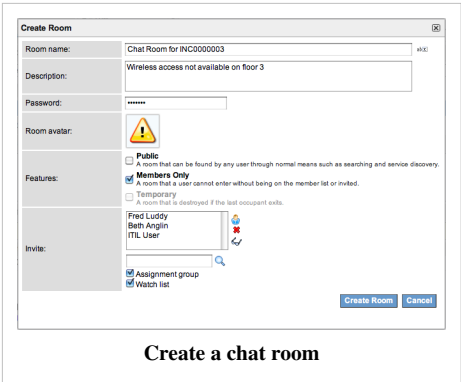 Create Room
Room name: Chat Room for INC0000003
Description: Wireless access not available on floor 3
Password: •••••••
Room avatar:
Features:
Public
A room that can be found by any user through normal means such as searching and service discovery.
Members Only
A room that a user cannot enter without being on the member list or invited.
Temporary
A room that is destroyed if the last occupant exits.
Invite:
Fred Luddy
Beth Anglin
ITIL User
Assignment group
Watch list
Create Room Cancel
Create a chat room